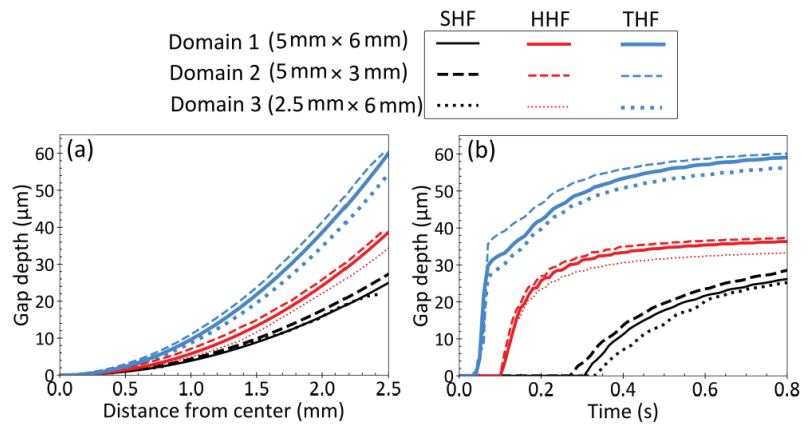 SHF HHF THF
Domain 1 (5 mm × 6 mm)
Domain 2 (5 mm × 3 mm)
Domain 3 (2.5 mm × 6 mm)
(a)
Gap depth (µm)
60
50
40
30
20
10
0
0.0 0.5 1.0 1.5 2.0 2.5
Distance from center (mm)
(b)
Gap depth (µm)
60
50
40
30
20
10
0
0.0 0.2 0.4 0.6 0.8
Time (s)